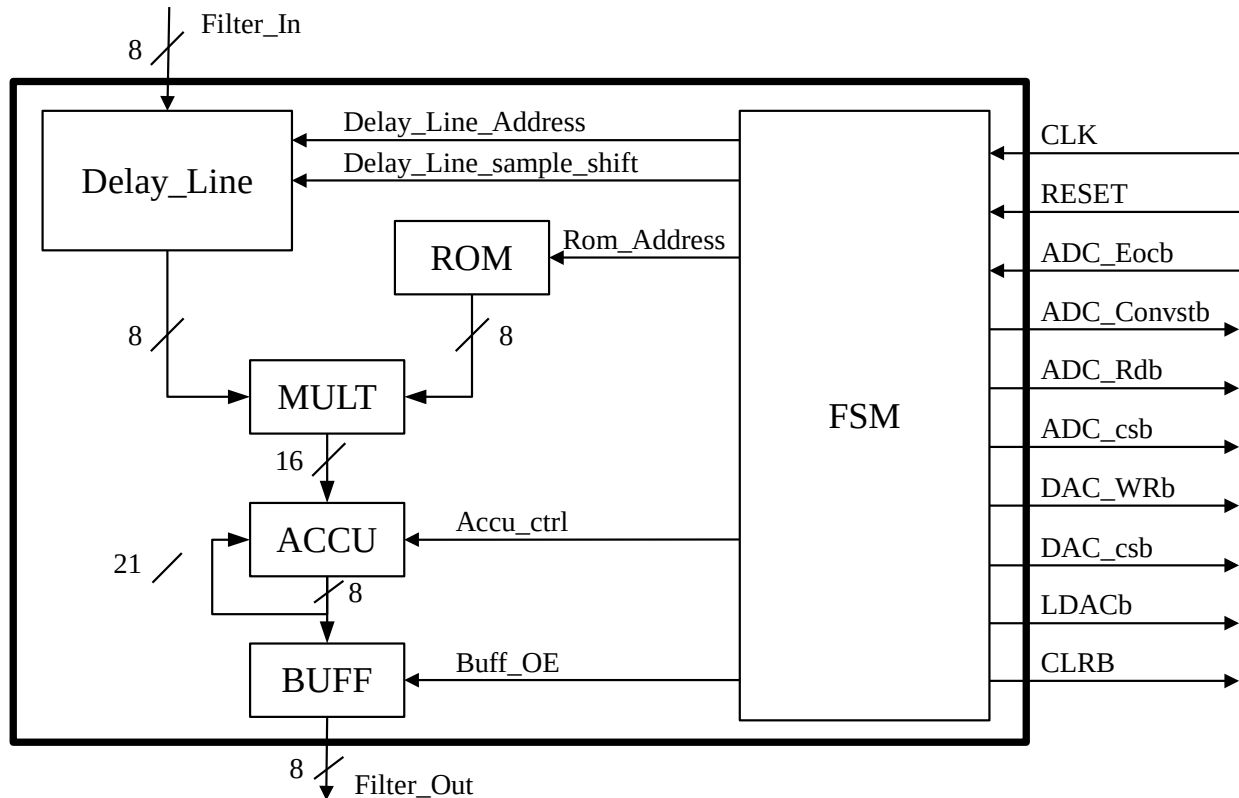 Filter_In
8
Delay_Line_Address
CLK
Delay_Line_sample_shift
Delay_Line
RESET
Rom_Address
ROM
ADC_Eocb
ADC_Convstb
8
8
ADC_Rdb
MULT
FSM
ADC_csb
16
DAC_WRb
Accu_ctrl
ACCU
21
DAC_csb
8
LDACb
Buff_OE
BUFF
CLRB
8
Filter_Out